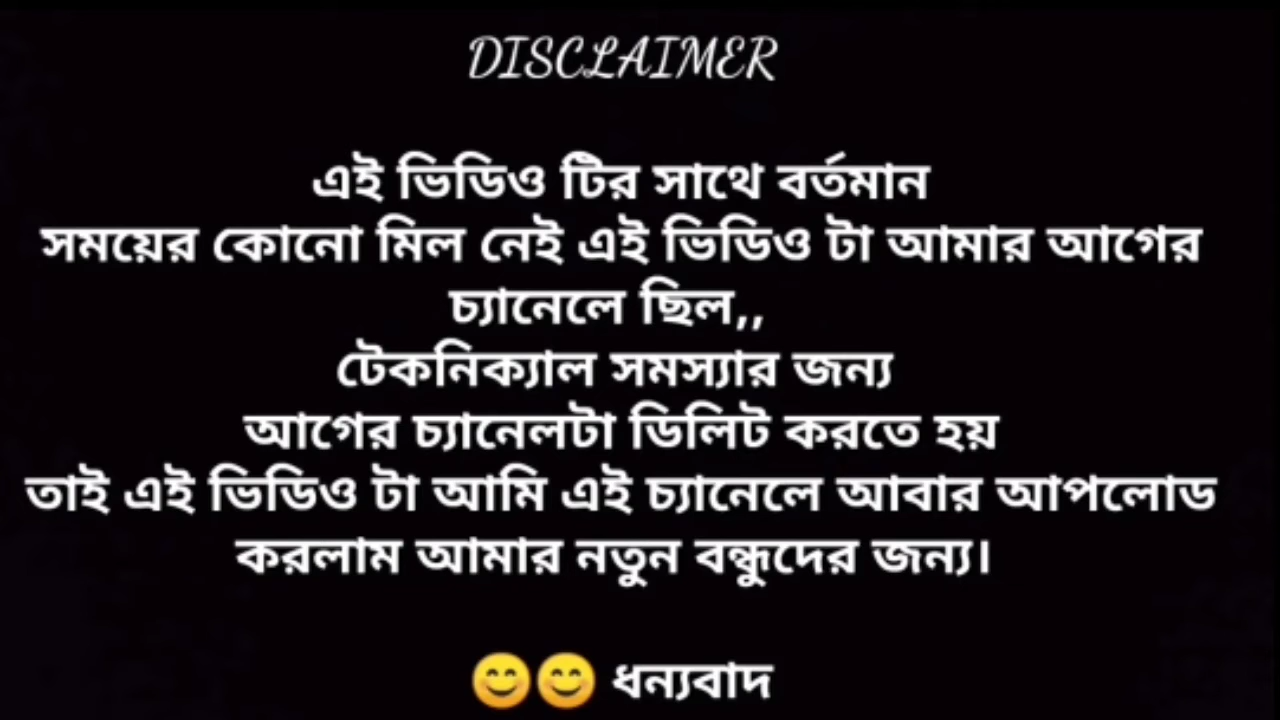 DISCLAIMER
এই ভিডিও টির সাথে বর্তমান
সময়ের কোনো মিল নেই এই ভিডিও টা আমার আগের
চ্যানেলে ছিল,,
টেকনিক্যাল সমস্যার জন্য
আগের চ্যানেলটা ডিলিট করতে হয়
তাই এই ভিডিও টা আমি এই চ্যানেলে আবার আপলোড
করলাম আমার নতুন বন্ধুদের জন্য।
😊😊 ধন্যবাদ